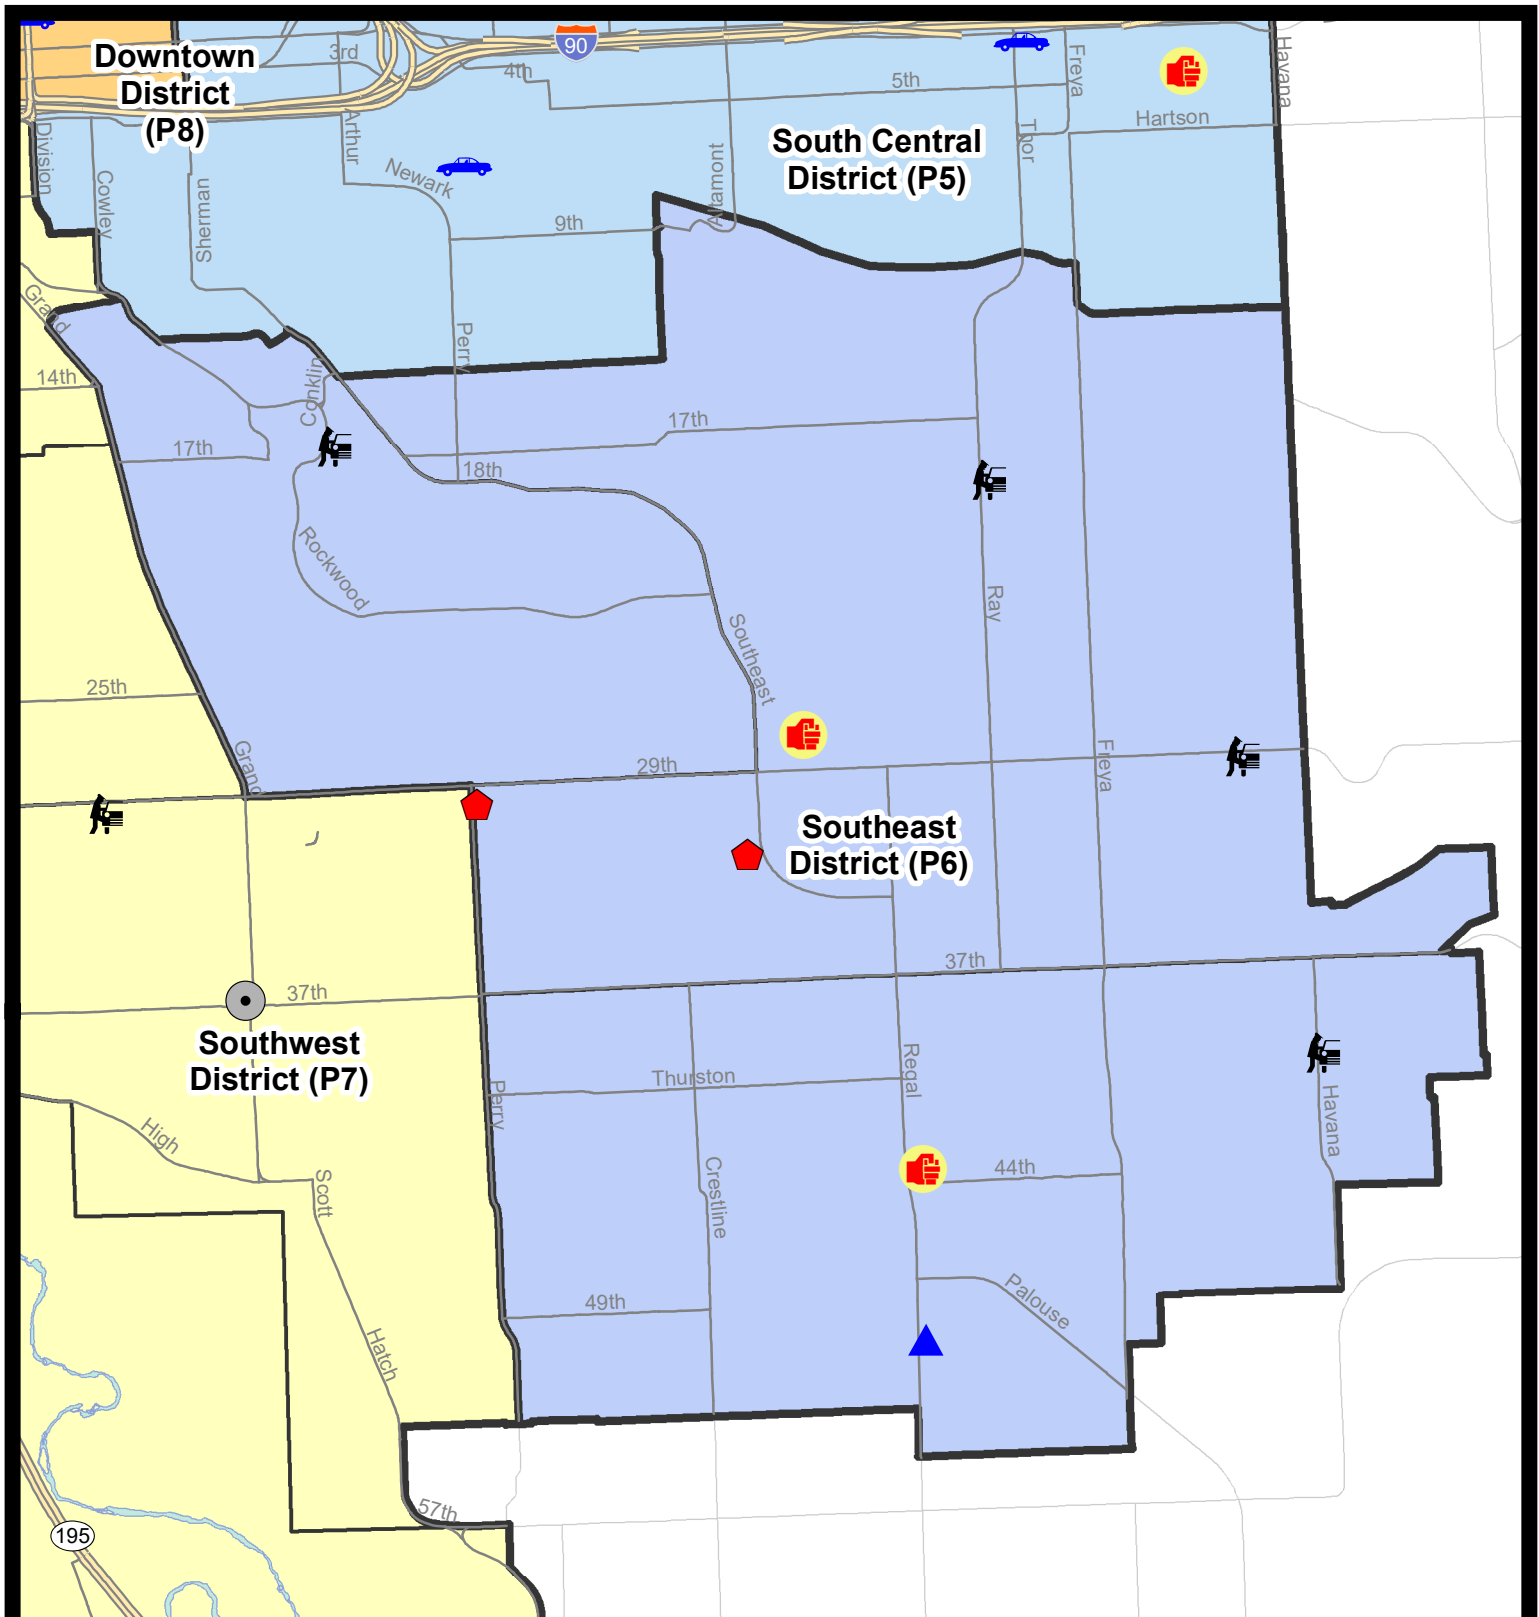 Downtown
District
(P8)
3rd
90
4th
5th
Freya
Havana
Hartson
Division
Arthur
Thor
South Central
District (P5)
Newark
Altamont
Cowley
Sherman
9th
Grand
Perry
14th
Conklin
17th
17th
18th
Rockwood
Ray
Southeast
25th
Grand
29th
Freya
Southeast
District (P6)
37th
37th
Southwest
District (P7)
Regal
Thurston
Perry
Havana
High
Scott
Crestline
44th
49th
Palouse
Hatch
57th
195